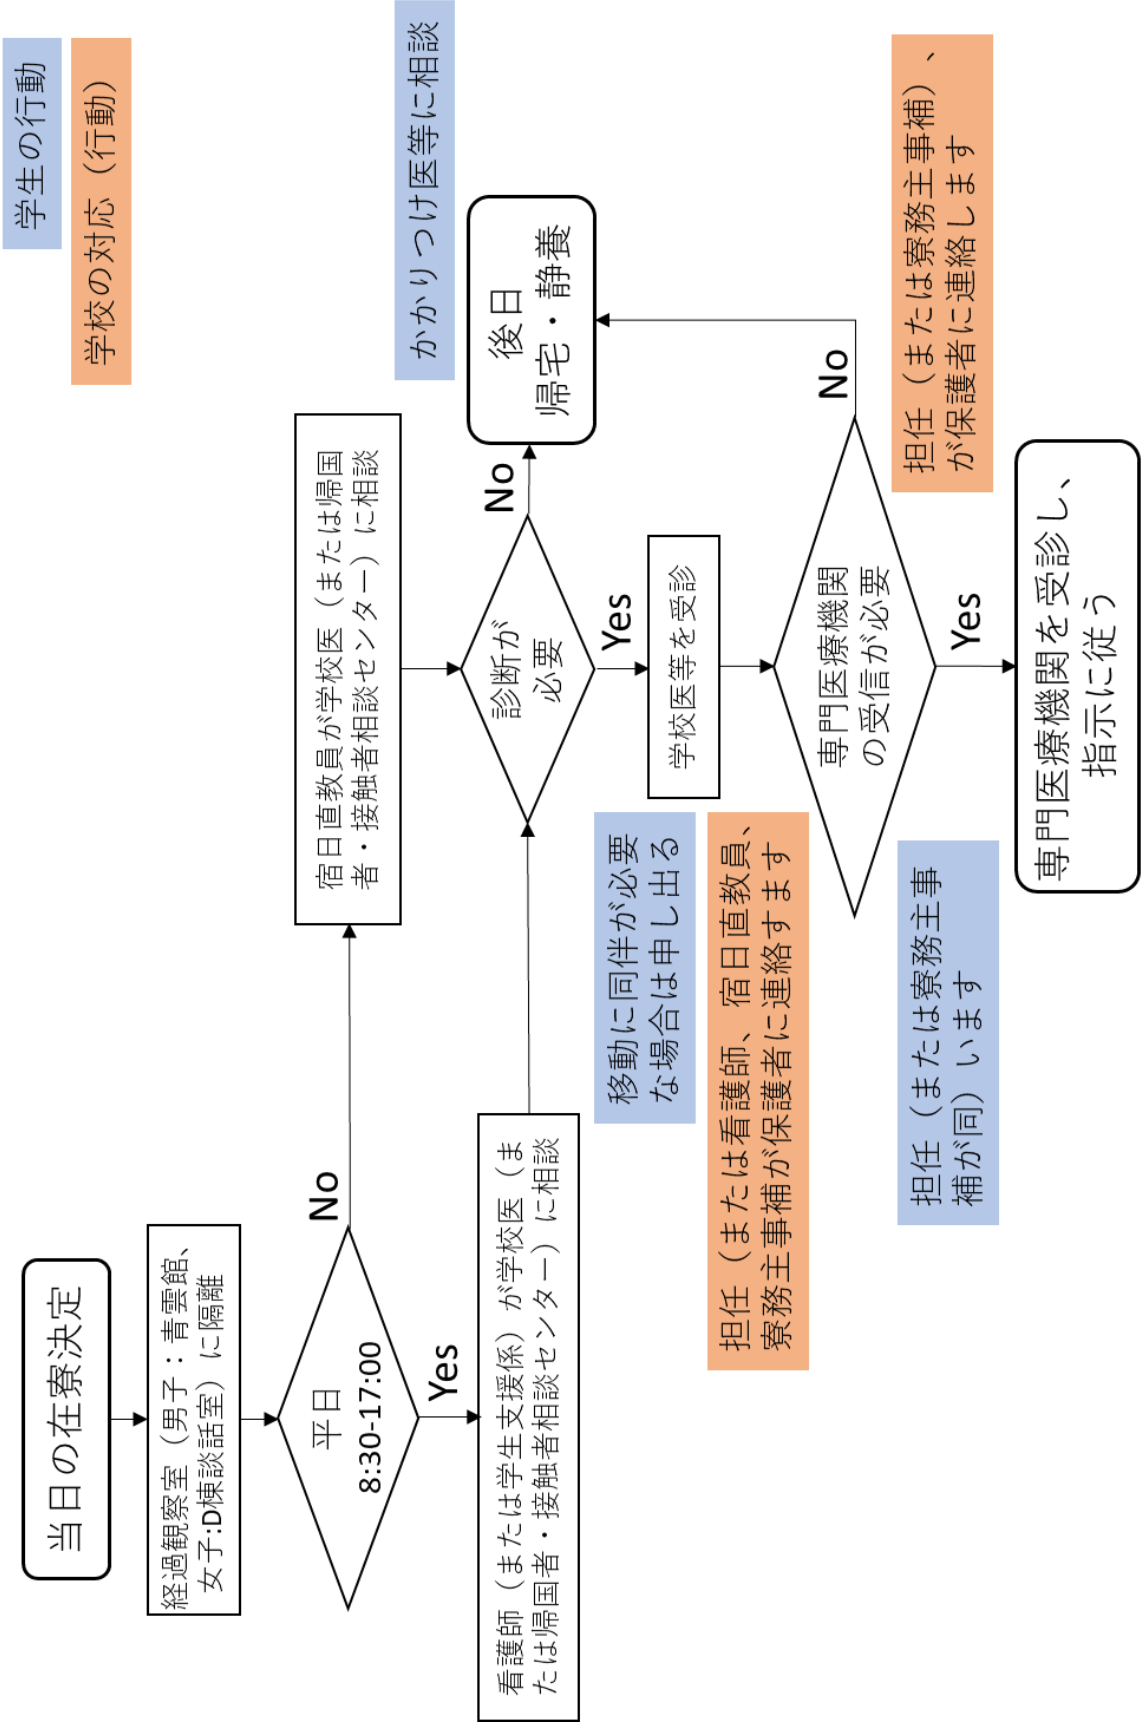 学生の行動
学校の対応（行動）
当日の在寮決定
経過観察室（男子：青雲館、
女子:D棟談話室）に隔離
平日
8:30-17:00
No
Yes
宿日直教員が学校医（または帰国
者・接触者相談センター）に相談
看護師（または学生支援係）が学校医（ま
たは帰国者・接触者相談センター）に相談
診断が
必要
No
Yes
かかりつけ医等に相談
後日
帰宅・静養
学校医等を受診
移動に同伴が必要
な場合は申し出る
担任（または看護師、宿日直教員、
寮務主事補が保護者に連絡すます
専門医療機関
の受信が必要
No
Yes
担任（または寮務主事補）、
が保護者に連絡します
担任（または寮務主事
補が同）います
専門医療機関を受診し、
指示に従う